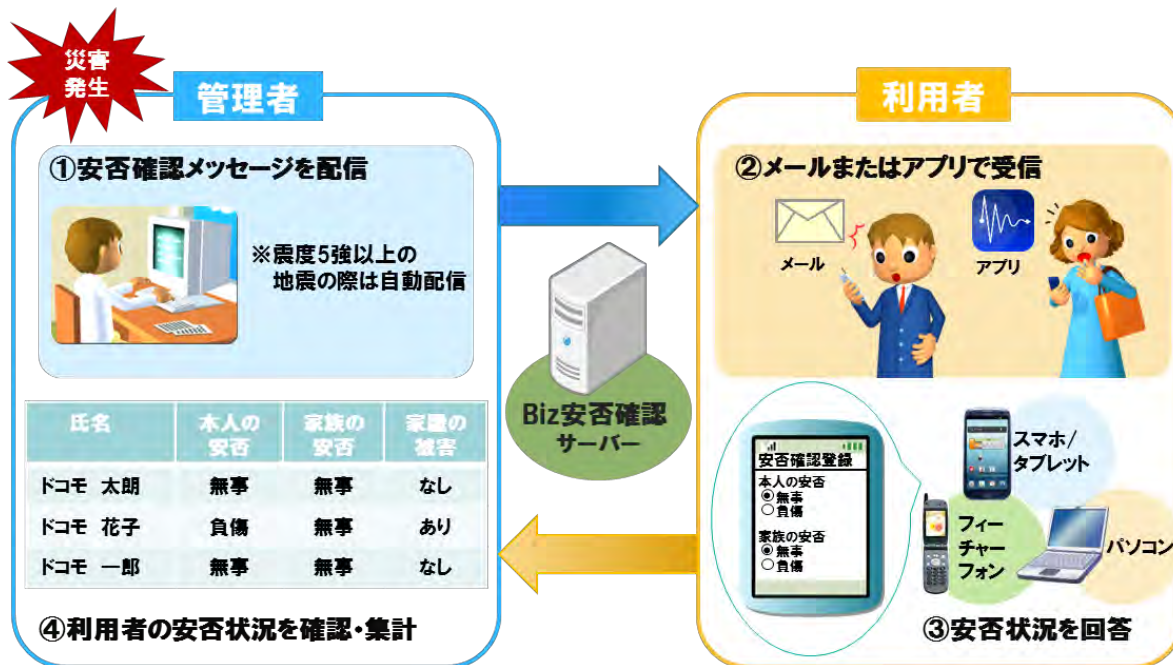 災害
発生
管理者
①安否確認メッセージを配信
※震度5強以上の
地震の際は自動配信
氏名 本人の安否 家族の安否 家屋の被害
ドコモ 太朗 無事 無事 なし
ドコモ 花子 負傷 無事 あり
ドコモ 一郎 無事 無事 なし
④利用者の安否状況を確認・集計
Biz安否確認
サーバー
利用者
②メールまたはアプリで受信
メール
アプリ
安否確認登録
本人の安否
無事
負傷
家族の安否
無事
負傷
スマホ/
タブレット
フィー
チャー
フォン
パソコン
③安否状況を回答